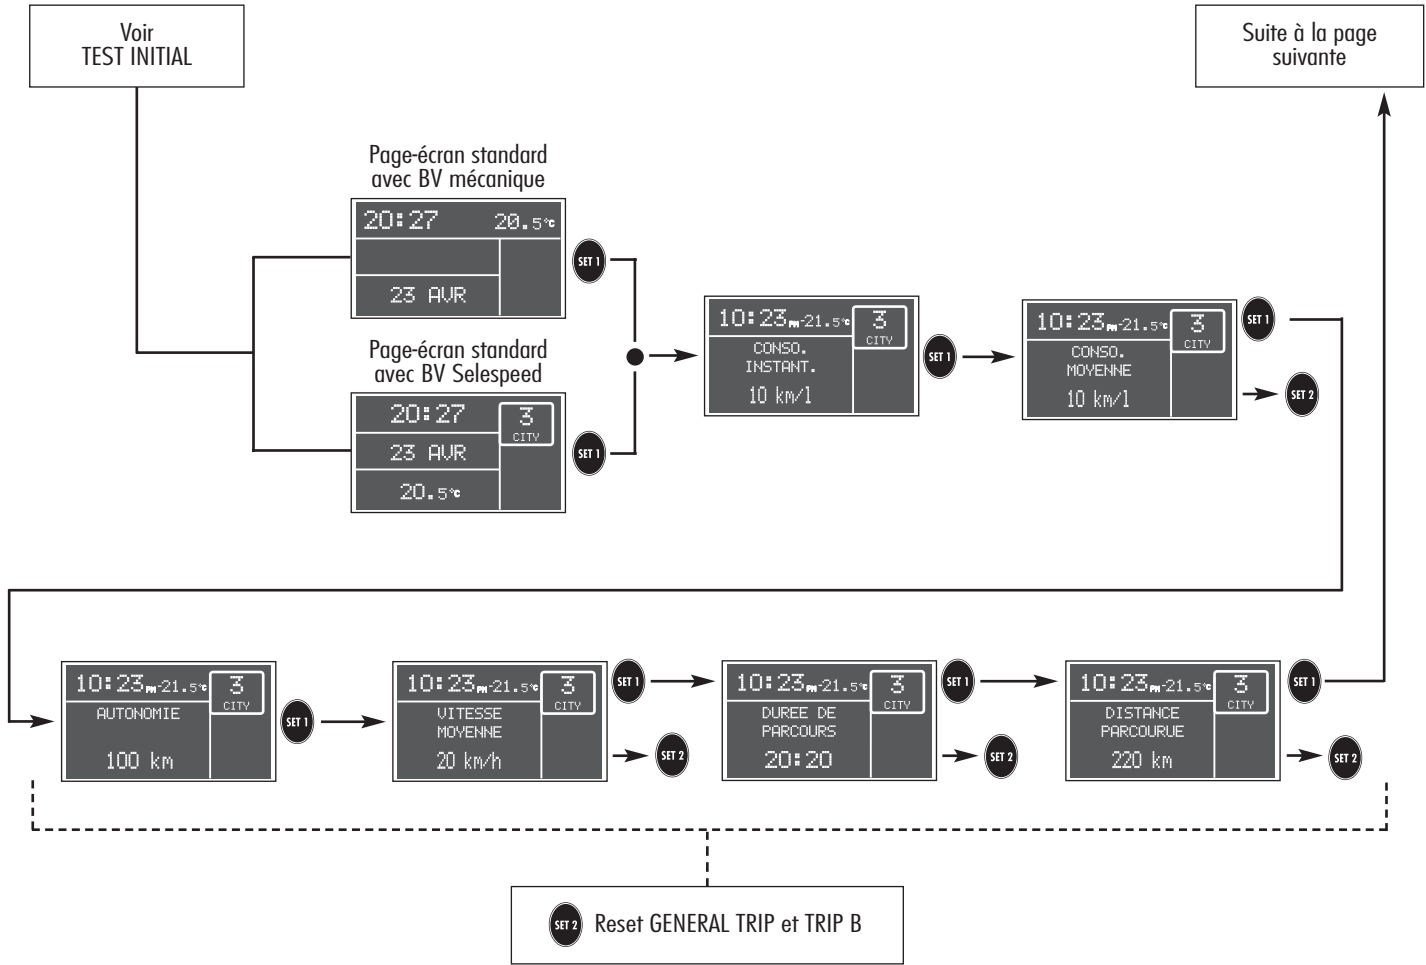 Voir
TEST INITIAL
Suite à la page
suivante
Page-écran standard
avec BV mécanique
20:27 20.5°C
23 AVR
SET 1
Page-écran standard
avec BV Selespeed
20:27
3
CITY
23 AVR
20.5°C
SET 1
10:23PM-21.5°C
3
CITY
CONSO.
INSTANT.
10 km/l
SET 1
10:23PM-21.5°C
3
CITY
CONSO.
MOYENNE
10 km/l
SET 1
SET 2
10:23PM-21.5°C
3
CITY
AUTONOMIE
100 km
SET 1
10:23PM-21.5°C
3
CITY
VITESSE
MOYENNE
20 km/h
SET 1
SET 2
10:23PM-21.5°C
3
CITY
DUREE DE
PARCOURS
20:20
SET 1
SET 2
10:23PM-21.5°C
3
CITY
DISTANCE
PARCOURUE
220 km
SET 1
SET 2
SET 2 Reset GENERAL TRIP et TRIP B